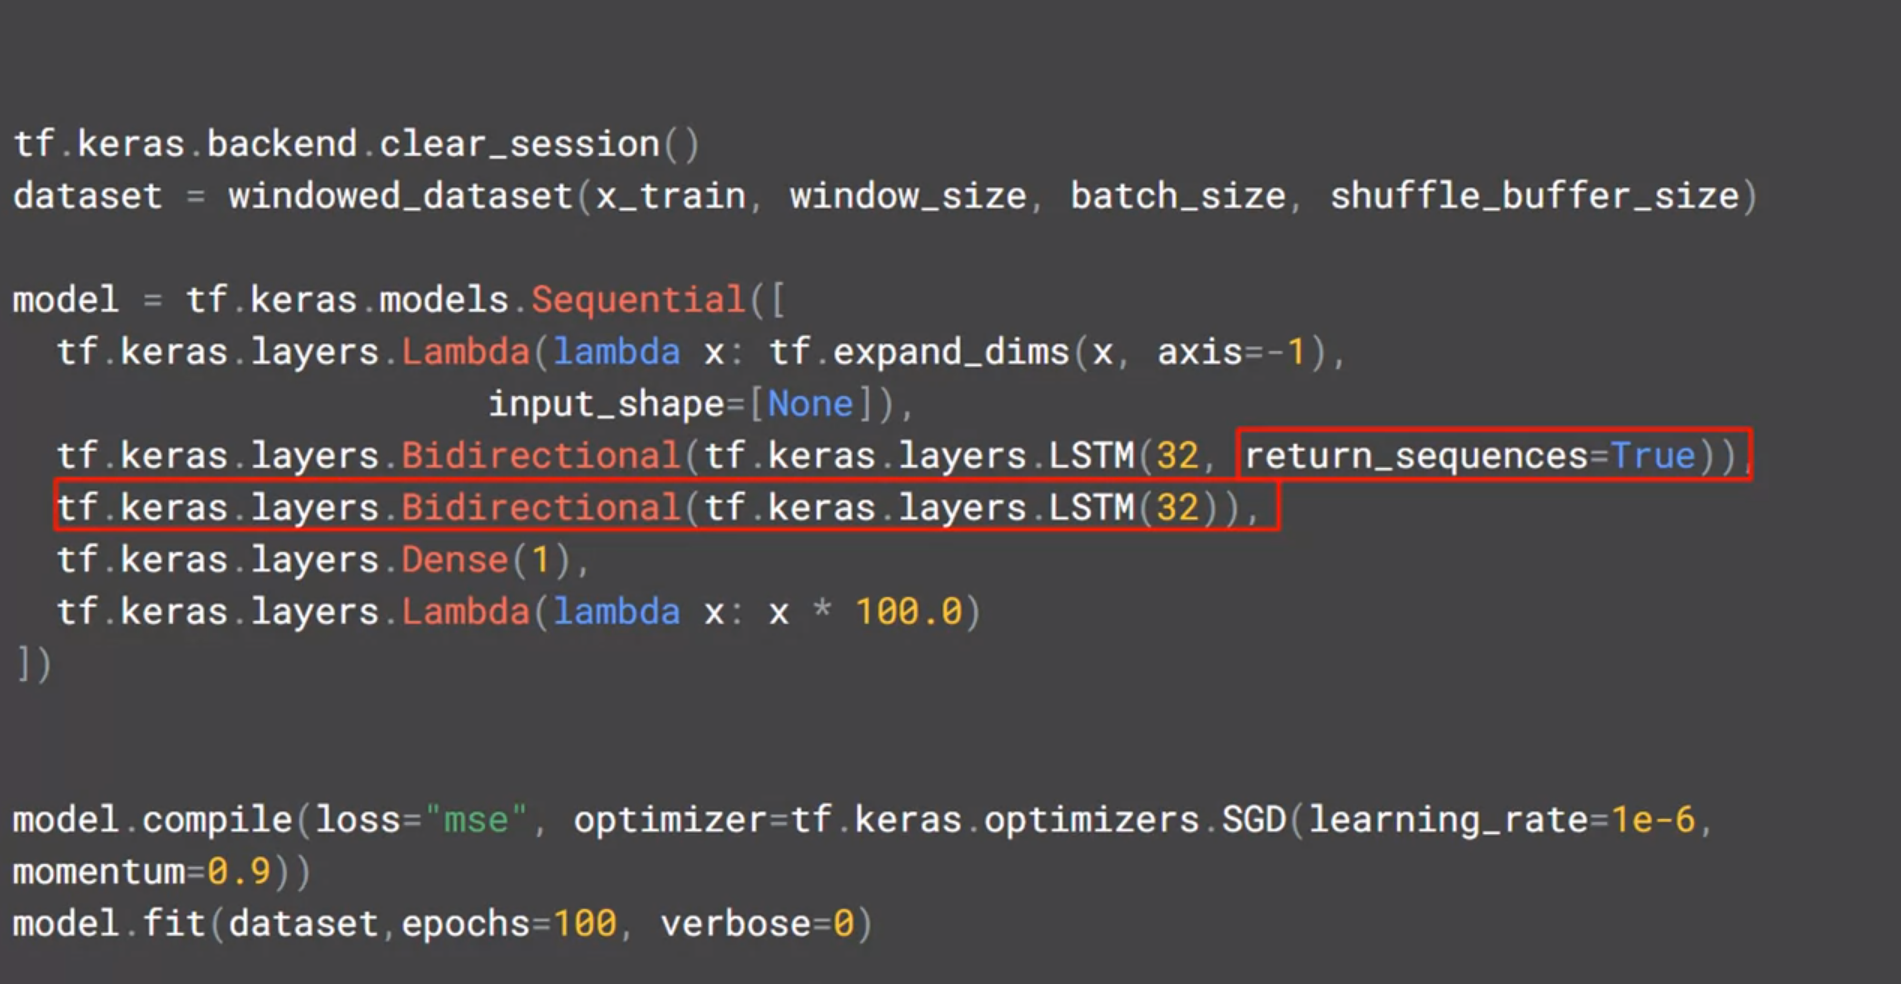 tf.keras.backend.clear_session()
dataset = windowed_dataset(x_train, window_size, batch_size, shuffle_buffer_size)
model = tf.keras.models.Sequential([
tf.keras.layers.Lambda(lambda x: tf.expand_dims(x, axis=-1),
input_shape=[None]),
tf.keras.layers.Bidirectional(tf.keras.layers.LSTM(32, return_sequences=True)),
tf.keras.layers.Bidirectional(tf.keras.layers.LSTM(32)),
tf.keras.layers.Dense(1),
tf.keras.layers.Lambda(lambda x: x * 100.0)
])
model.compile(loss="mse", optimizer=tf.keras.optimizers.SGD(learning_rate=1e-6,
momentum=0.9))
model.fit(dataset,epochs=100, verbose=0)